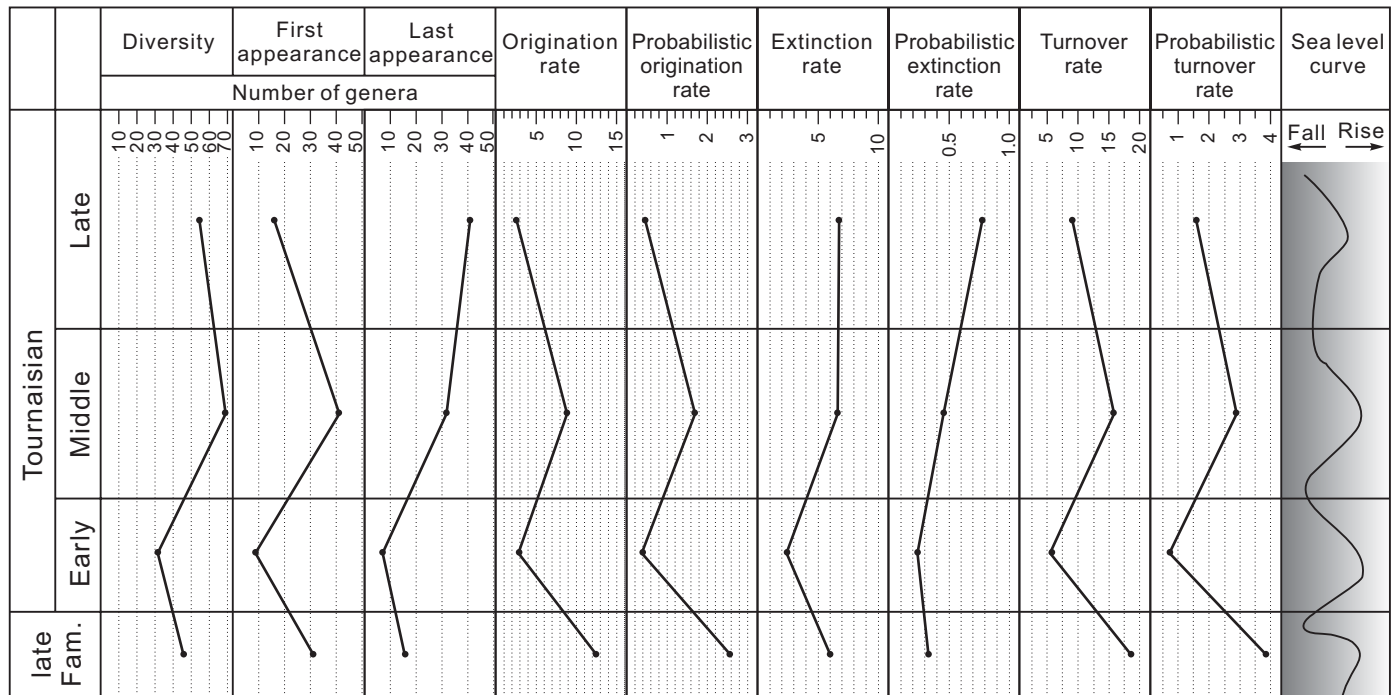 Diversity
First
appearance
Last
appearance
Number of genera
Origination
rate
Probabilistic
origination
rate
Extinction
rate
Probabilistic
extinction
rate
Turnover
rate
Probabilistic
turnover
rate
Sea level
curve
10 20 30 40 50 60 70
10 20 30 40 50
10 20 30 40 50
5 10 15
1 2 3
5 10
0.5 1.0
5 10 15 20
1 2 3 4
Fall Rise
Tournaisian
Late
Middle
Early
late
Fam.